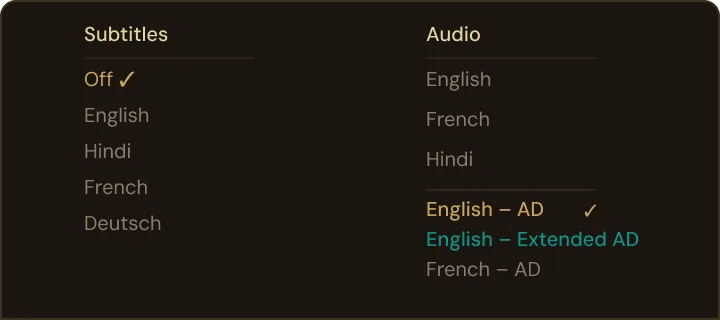 Subtitles
Off ✓
English
Hindi
French
Deutsch
Audio
English
French
Hindi
English – AD ✓
English – Extended AD
French – AD